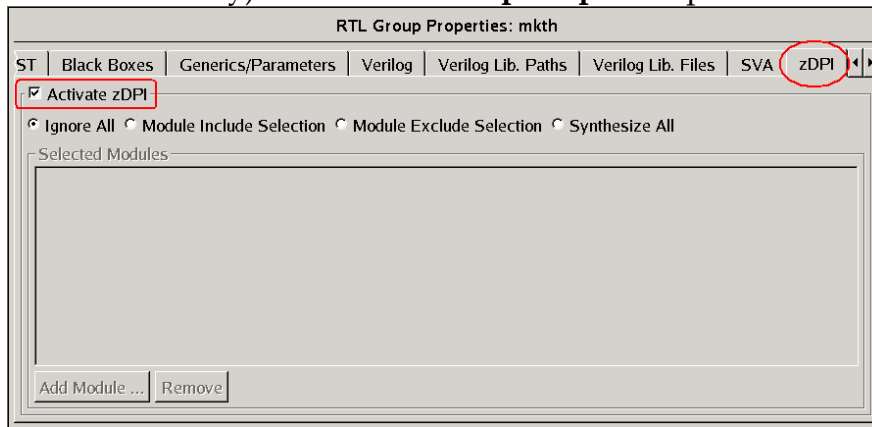 RTL Group Properties: mkth
ST Black Boxes Generics/Parameters Verilog Verilog Lib. Paths Verilog Lib. Files SVA zDPI
Activate zDPI
Ignore All Module Include Selection Module Exclude Selection Synthesize All
Selected Modules
Add Module ... Remove